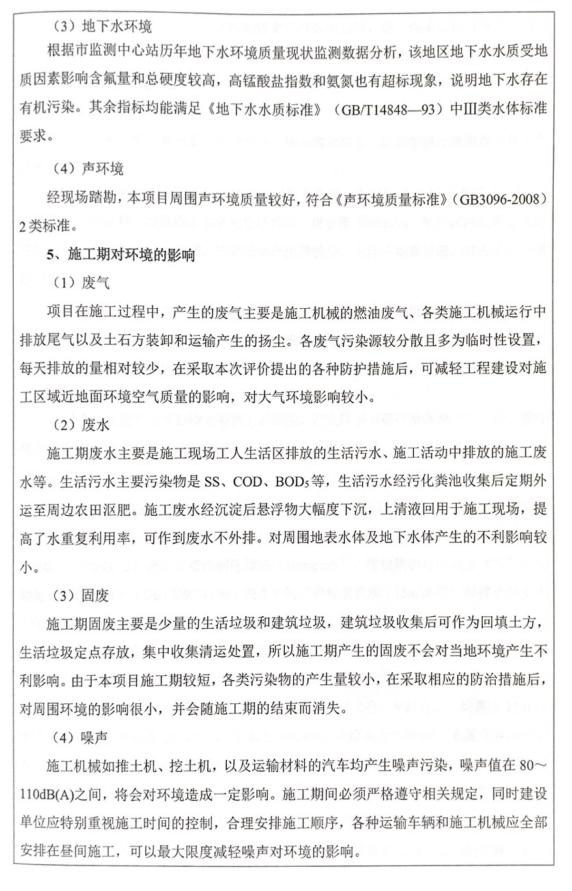 （3）地下水环境
根据市监测中心站历年地下水环境质量现状监测数据分析，该地区地下水水质受地
质因素影响含氟量和总硬度较高，高锰酸盐指数和氨氮也有超标现象，说明地下水存在
有机污染。其余指标均能满足《地下水水质标准》（GB/T14848—93）中Ⅲ类水体标准
要求。
（4）声环境
经现场踏勘，本项目周围声环境质量较好，符合《声环境质量标准》（GB3096-2008）
2类标准。
5、施工期对环境的影响
（1）废气
项目在施工过程中，产生的废气主要是施工机械的燃油废气、各类施工机械运行中
排放尾气以及土石方装卸和运输产生的扬尘。各废气污染源较分散且多为临时性设置，
每天排放的量相对较少，在采取本次评价提出的各种防护措施后，可减轻工程建设对施
工区域近地面环境空气质量的影响，对大气环境影响较小。
（2）废水
施工期废水主要是施工现场工人生活区排放的生活污水、施工活动中排放的施工废
水等。生活污水主要污染物是 SS、COD、BOD₅等，生活污水经污化粪池收集后定期外
运至周边农田沤肥。施工废水经沉淀后悬浮物大幅度下沉，上清液回用于施工现场，提
高了水重复利用率，可作到废水不外排。对周围地表水体及地下水体产生的不利影响较
小。
（3）固废
施工期固废主要是少量的生活垃圾和建筑垃圾，建筑垃圾收集后可作为回填土方，
生活垃圾定点存放，集中收集清运处置，所以施工期产生的固废不会对当地环境产生不
利影响。由于本项目施工期较短，各类污染物的产生量较小，在采取相应的防治措施后，
对周围环境的影响很小，并会随施工期的结束而消失。
（4）噪声
施工机械如推土机、挖土机，以及运输材料的汽车均产生噪声污染，噪声值在 80～
110dB(A)之间，将会对环境造成一定影响。施工期间必须严格遵守相关规定，同时建设
单位应特别重视施工时间的控制，合理安排施工顺序，各种运输车辆和施工机械应全部
安排在昼间施工，可以最大限度减轻噪声对环境的影响。